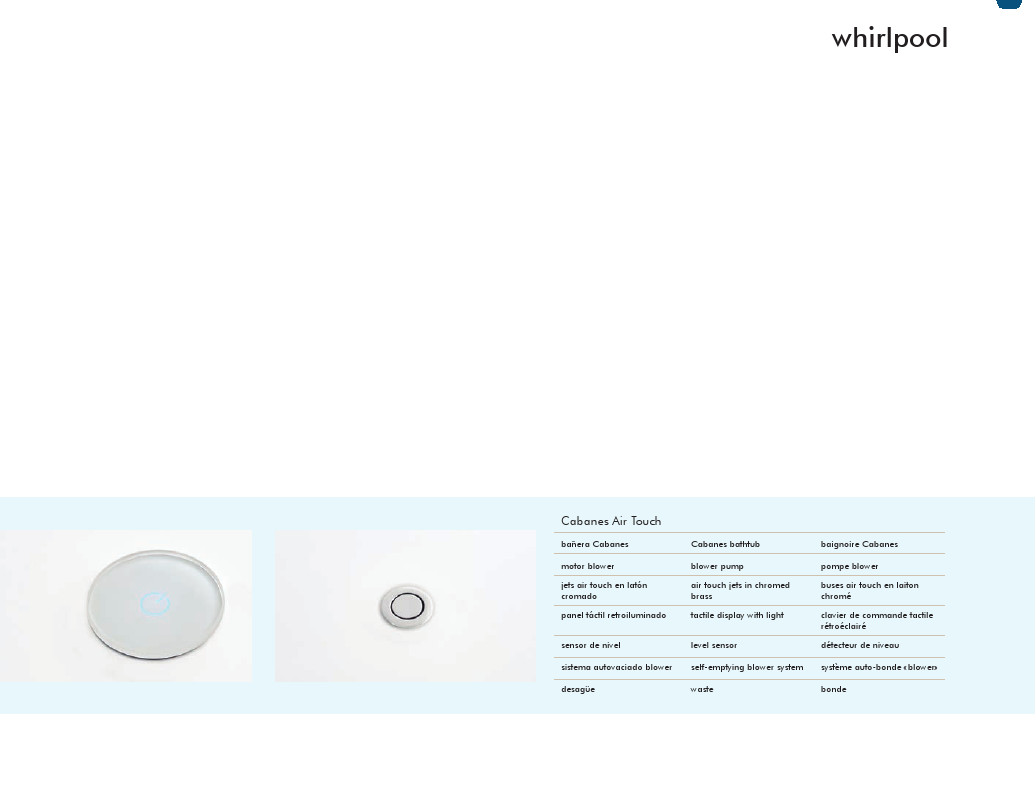 whirlpool
Cabanes Air Touch
bañera Cabanes Cabanes bathtub baignoire Cabanes
motor blower blower pump pompe blower
jets air touch en latón air touch jets in chromed buses air touch en laiton
cromado brass chromé
panel táctil retroiluminado tactile display with light clavier de commande tactile
rétroéclairé
sensor de nivel level sensor détecteur de niveau
sistema autovaciado blower self-emptying blower system système auto-bonde «blower»
desagüe waste bonde